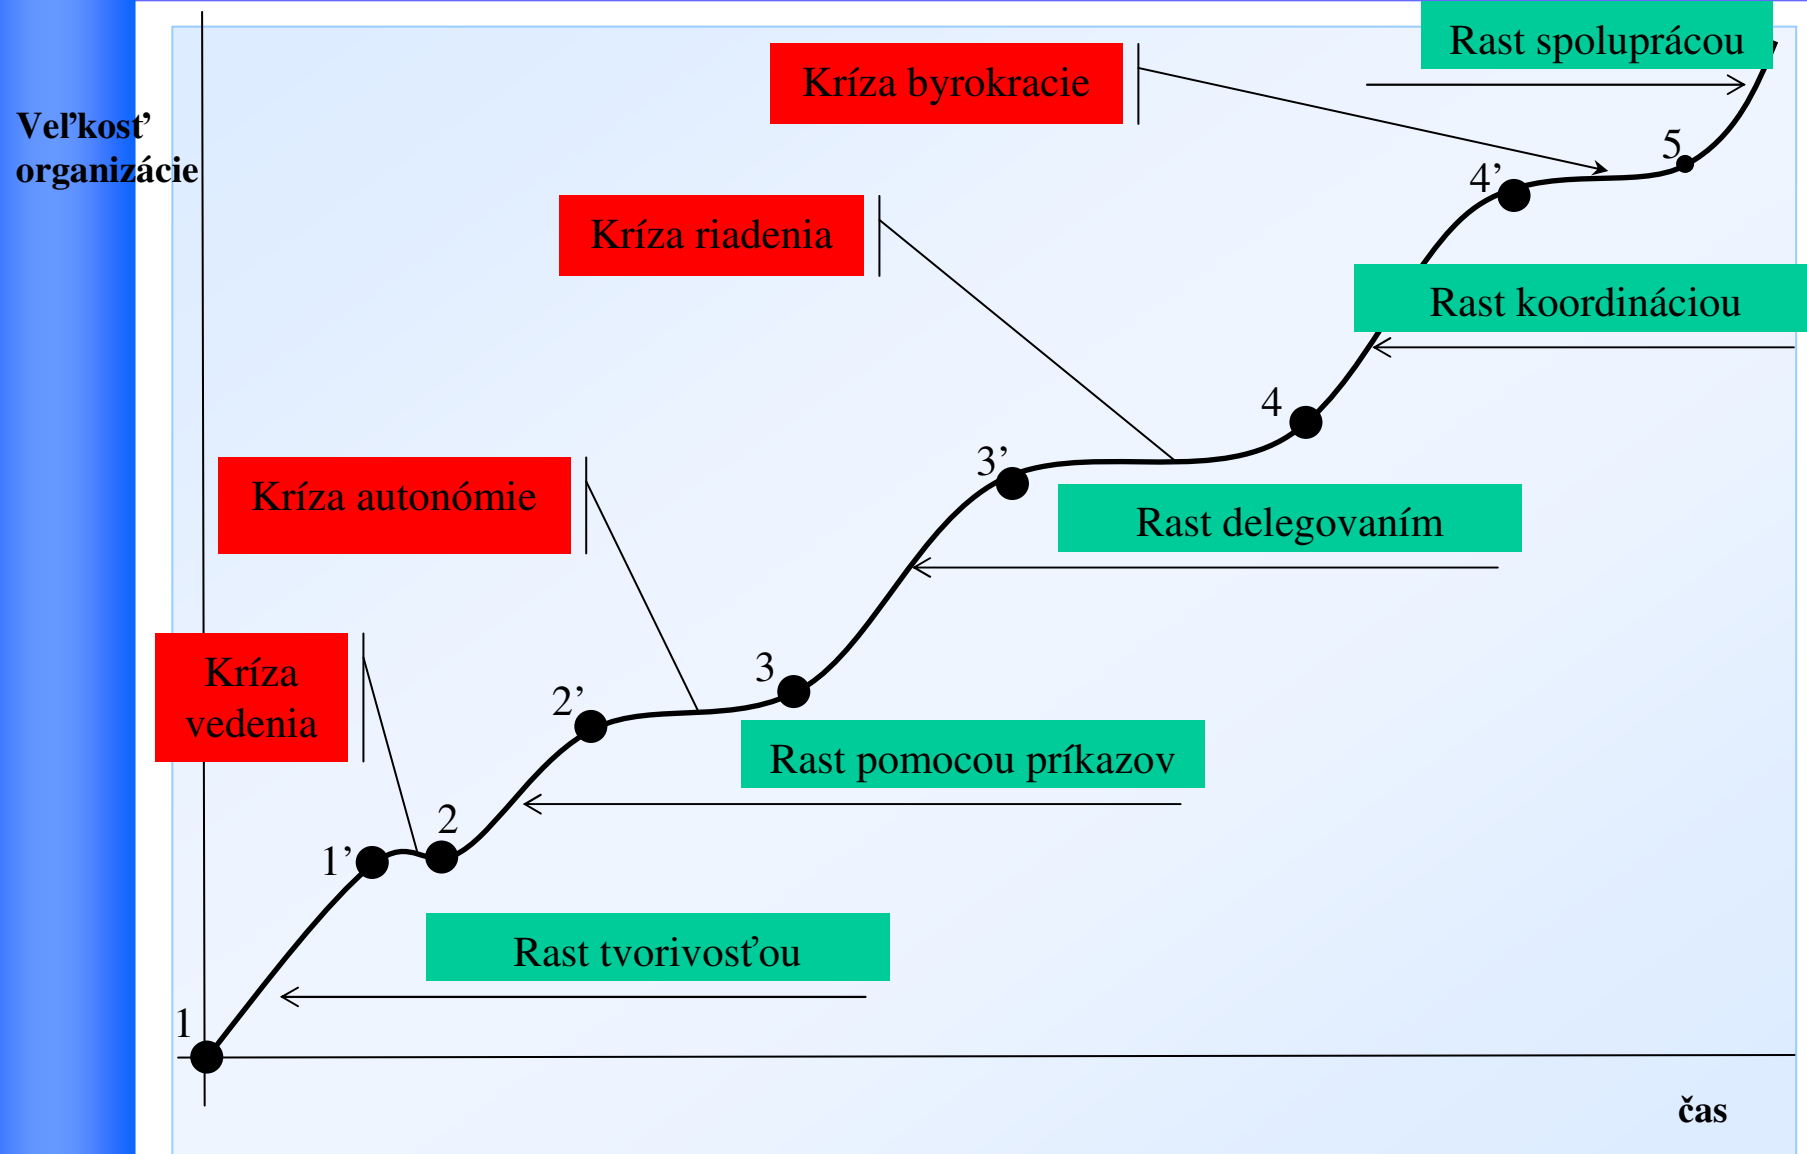 Rast spoluprácou
Kríza byrokracie
Veľkosť
organizácie
5
4’
Kríza riadenia
Rast koordináciou
4
3’
Kríza autonómie
Rast delegovaním
Kríza
vedenia
3
2’
Rast pomocou príkazov
2
1’
Rast tvorivosťou
1
čas